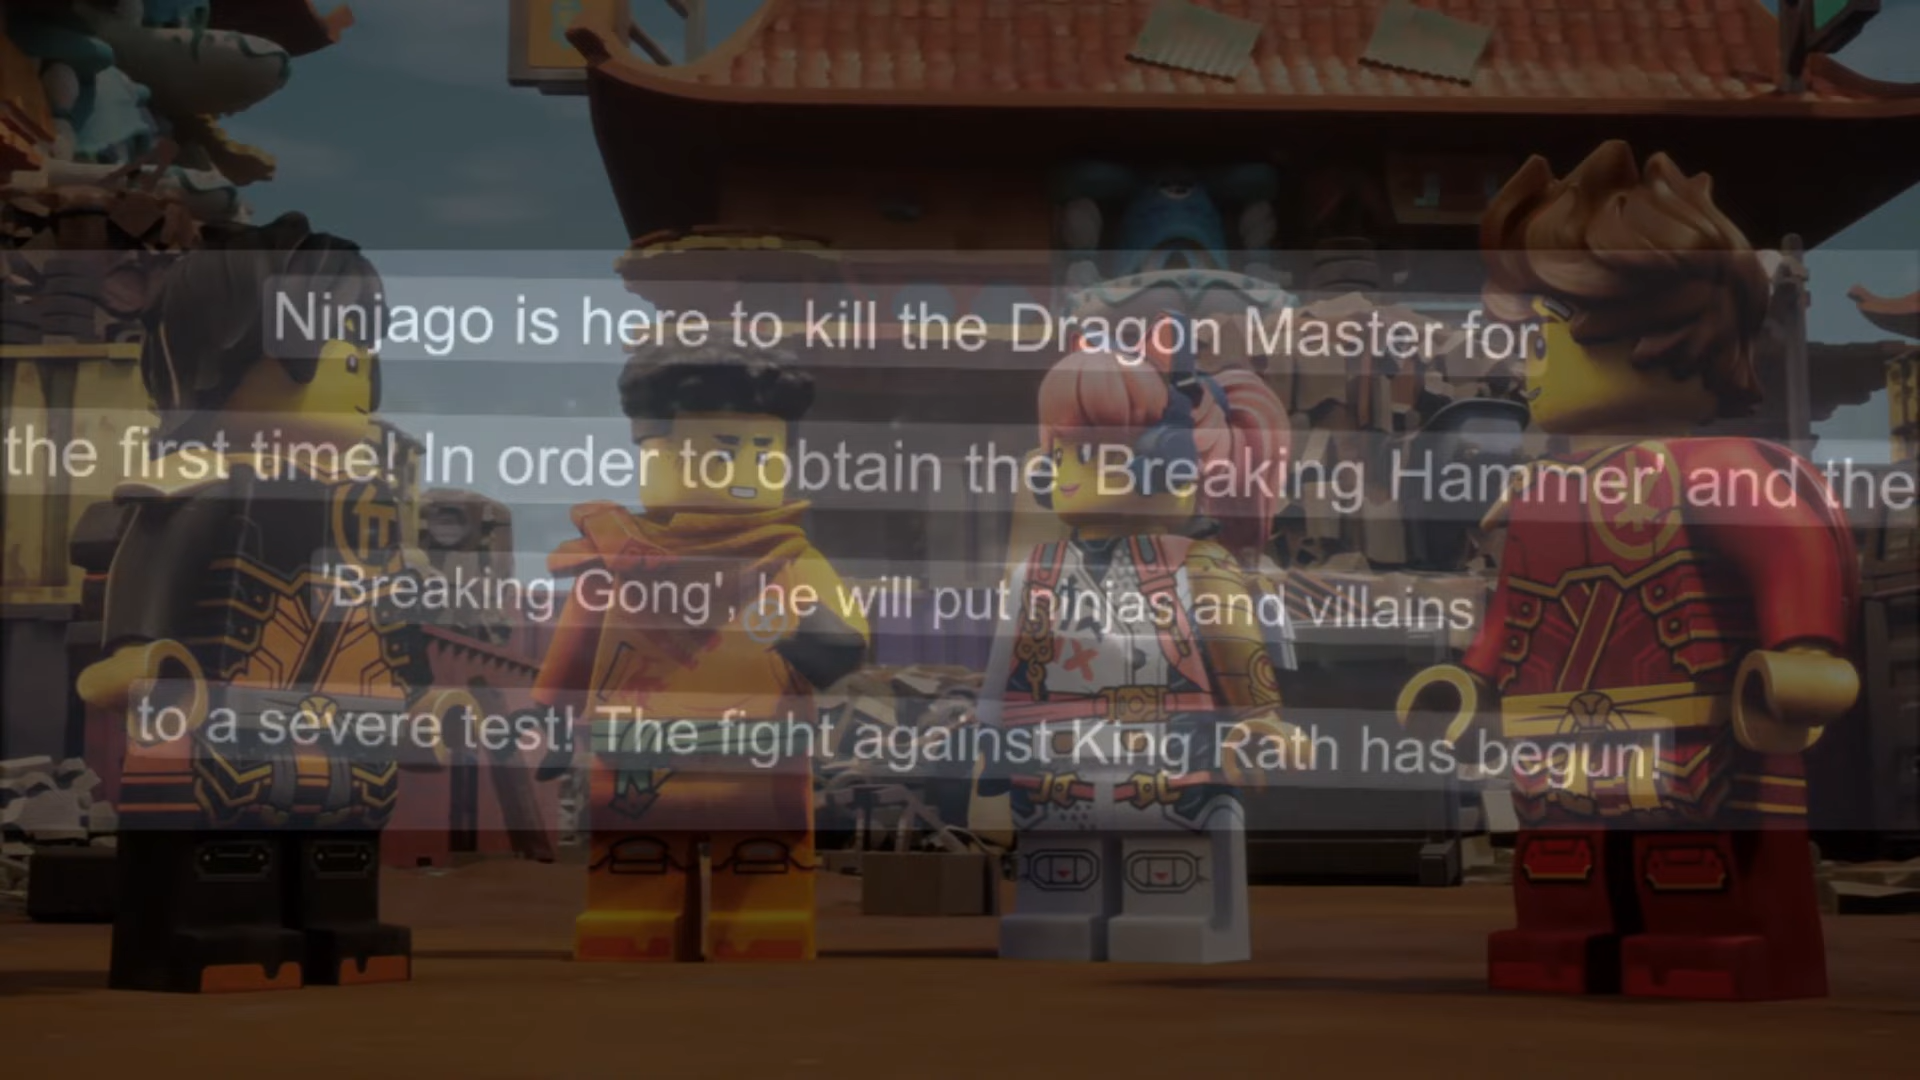 Ninjago is here to kill the Dragon Master for
the first time! In order to obtain the 'Breaking Hammer' and the
'Breaking Gong', he will put ninjas and villains
to a severe test! The fight against King Rath has begun!